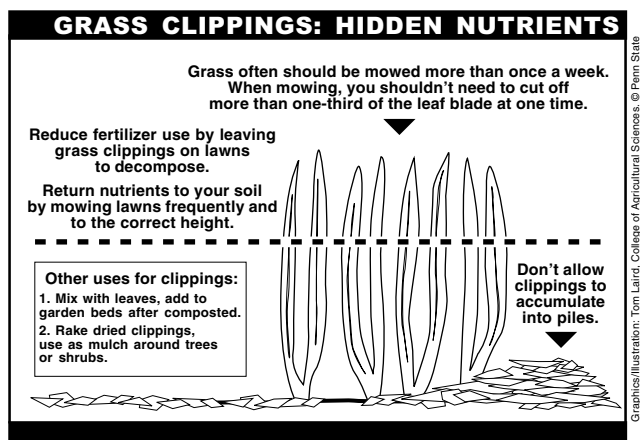 GRASS CLIPPINGS: HIDDEN NUTRIENTS
Grass often should be mowed more than once a week.
When mowing, you shouldn't need to cut off
more than one-third of the leaf blade at one time.
Reduce fertilizer use by leaving
grass clippings on lawns
to decompose.
Return nutrients to your soil
by mowing lawns frequently and
to the correct height.
Other uses for clippings:
1. Mix with leaves, add to
garden beds after composted.
2. Rake dried clippings,
use as mulch around trees
or shrubs.
Don't allow
clippings to
accumulate
into piles.
Graphics/Illustration: Tom Laird, College of Agricultural Sciences. © Penn State